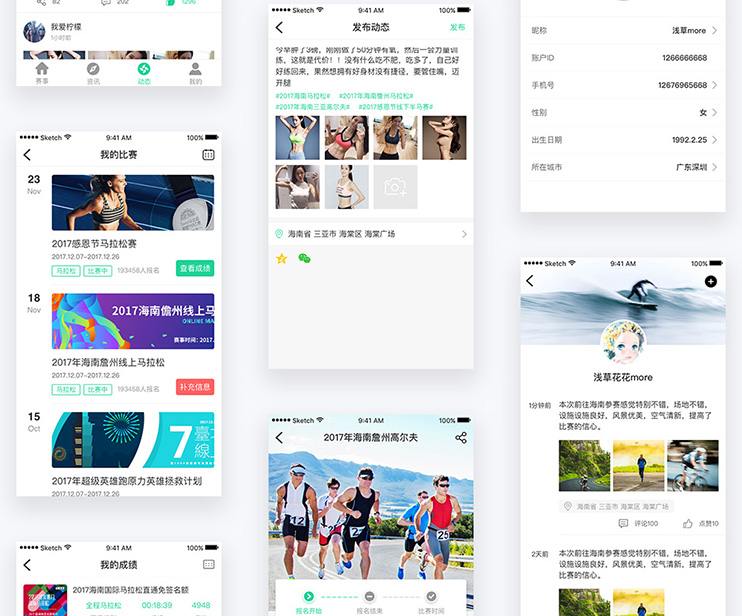 82
202
1296
我爱柠檬
1小时前
赛事
资讯
动态
我的
Sketch 9:41 AM 100%
我的比赛
23
Nov
2017感恩节马拉松赛
2017.12.07-2017.12.26
马拉松 比赛中 193458人报名
查看成绩
18
Nov
2017海南儋州线上马
ONLINE MA
赛事时间:2017.
2017年海南儋州线上马拉松
2017.12.07-2017.12.26
马拉松 比赛中 193458人报名
补充信息
15
Oct
7
臺
線
2017年超级英雄跑原力英雄拯救计划
Sketch 9:41 AM 100%
我的成绩
2017海南国际马拉松直通免签名额
全程马拉松 00:18:39 4948
Sketch 9:41 AM 100%
发布动态
发布
今早胖了3磅，刚刚做了50分钟有氧，然后一会力量训
练，这就是代价！！没有什么吃不肥，吃多了，自己好
好练回来，果然想拥有好身材没有捷径，要管住嘴，迈
开腿
#2017海南马拉松# #2017年海南詹州马拉松#
#2017年海南三亚高尔夫# #2017感恩节线下半马赛#
海南省 三亚市 海棠区 海棠广场
Sketch 9:41 AM 100%
2017年海南詹州高尔夫
12
25
报名开始
报名结束
比赛时间
昵称 浅草more
账户ID 1266666668
手机号 12676965668
性别 女
出生日期 1992.2.25
所在城市 广东深圳
Sketch 9:41 AM 100%
浅草花花more
1分钟前
本次前往海南参赛感觉特别不错，场地不错，
设施设施良好，风景优美，空气清新，提高了
比赛的信心。
海南省 三亚市 海棠区 海棠广场
评论100
点赞10
2天前
本次前往海南参赛感觉特别不错，场地不错，
设施设施良好，风景优美，空气清新，提高了
比赛的信心。